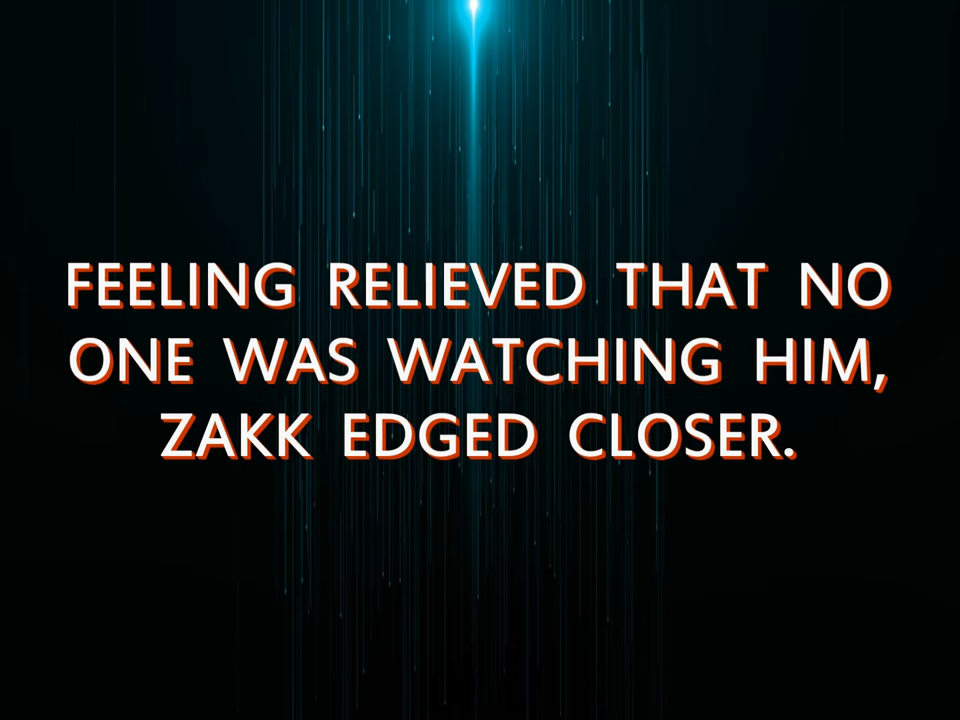 FEELING RELIEVED THAT NO
ONE WAS WATCHING HIM,
ZAKK EDGED CLOSER.